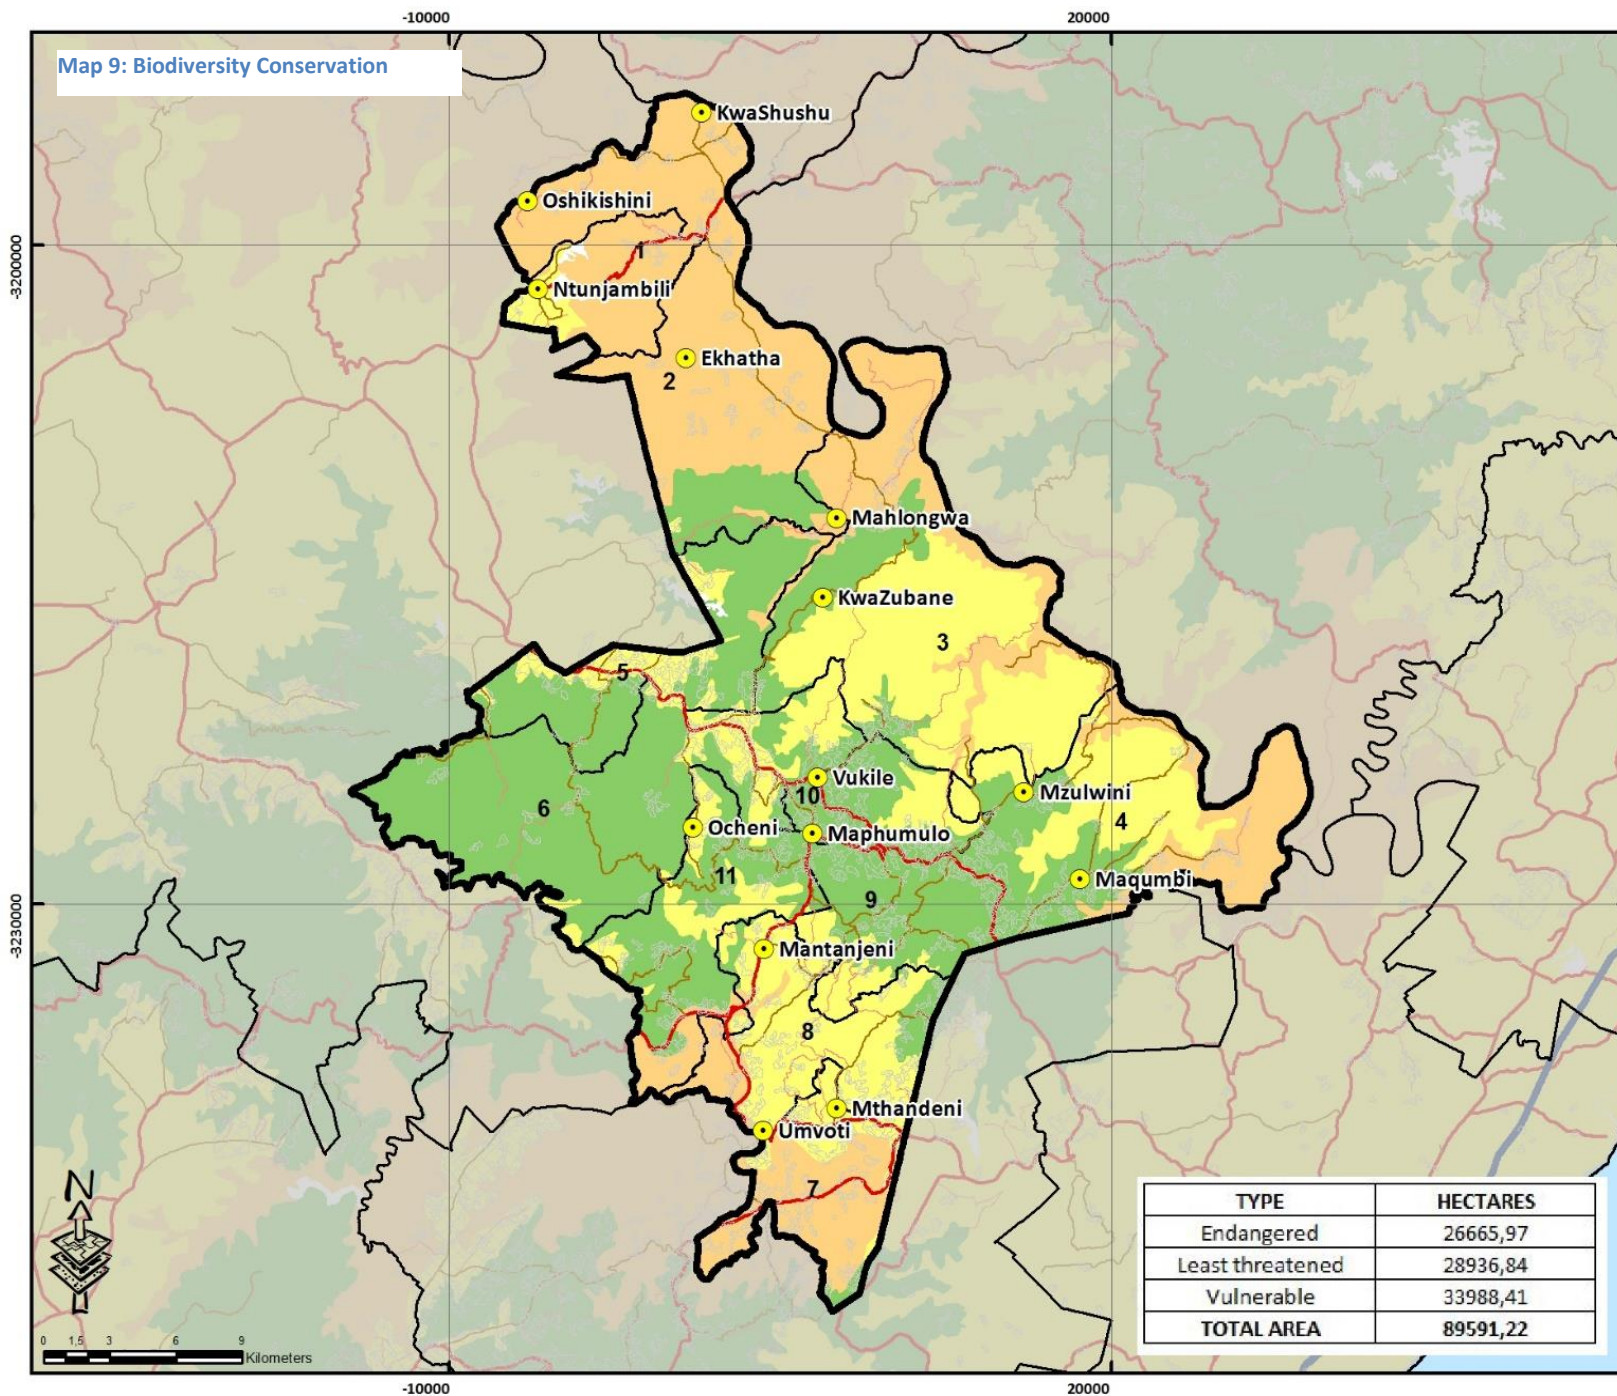 -10000 20000
Map 9: Biodiversity Conservation
KwaShushu
Oshikishini
-3200000
1
Ntunjambili
Ekhatha
2
Mahlongwa
KwaZubane
3
5
Vukile
Mzulwini
6
10
4
Ocheni
Maphumulo
11
Maqumbi
9
-3230000
Mantanjeni
8
Mthandeni
Umvoti
7
N
TYPE HECTARES
Endangered 26665,97
Least threatened 28936,84
Vulnerable 33988,41
TOTAL AREA 89591,22
0 1,5 3 6 9
Kilometers
-10000 20000